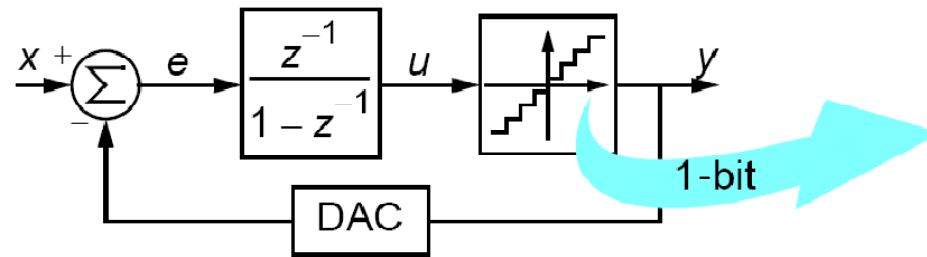 x + Σ e z⁻¹ u y
−
1 − z⁻¹
1-bit
DAC